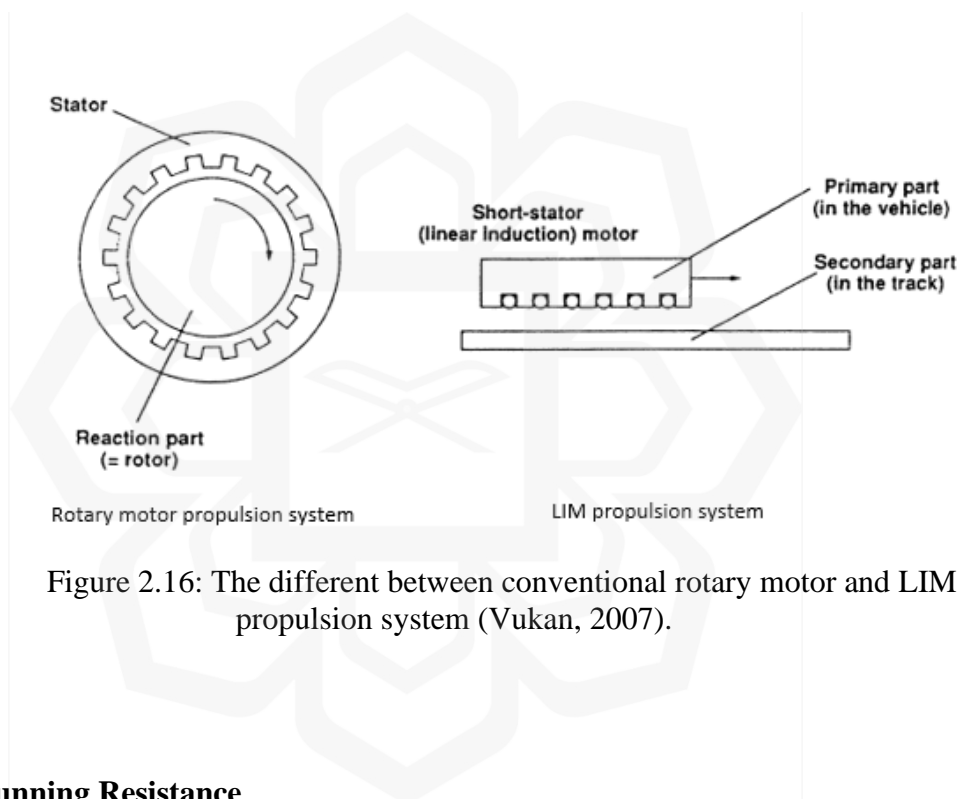 Stator
Reaction part
(= rotor)
Rotary motor propulsion system
Short-stator
(linear induction) motor
Primary part
(in the vehicle)
Secondary part
(in the track)
LIM propulsion system
Figure 2.16: The different between conventional rotary motor and LIM
propulsion system (Vukan, 2007).
Resistance